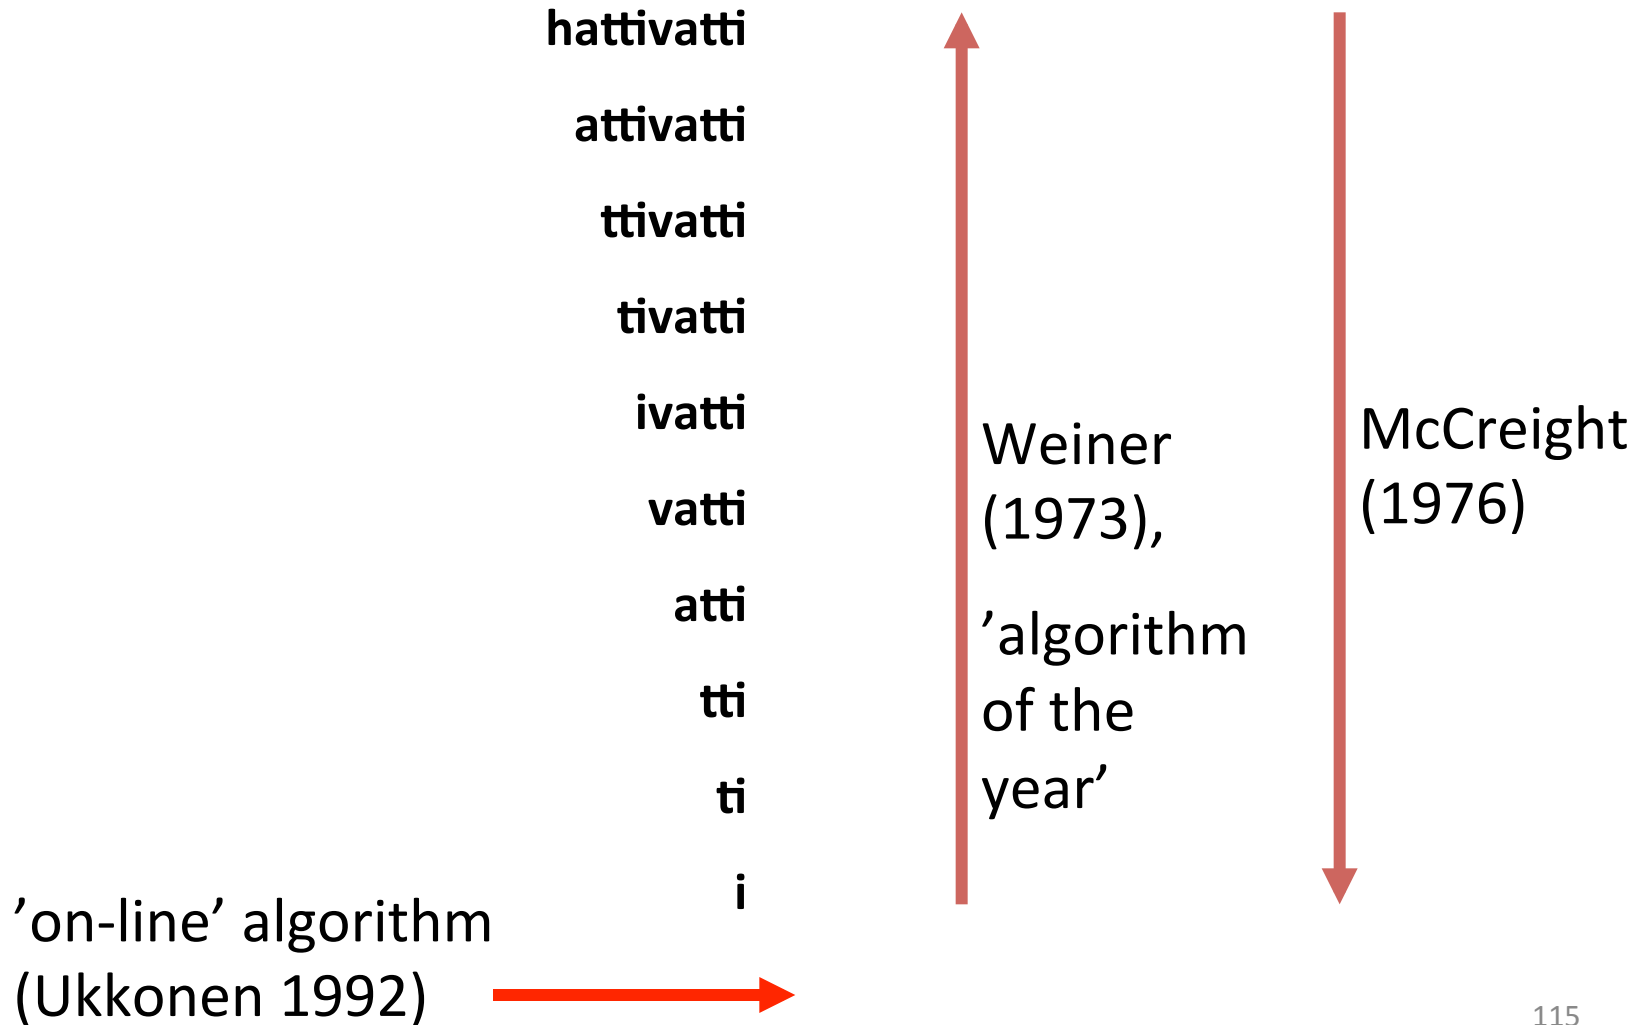 hattivatti
attivatti
ttivatti
tivatti
ivatti
vatti
atti
tti
ti
i
Weiner
(1973),
’algorithm
of the
year’
McCreight
(1976)
’on-line’ algorithm
(Ukkonen 1992)
115